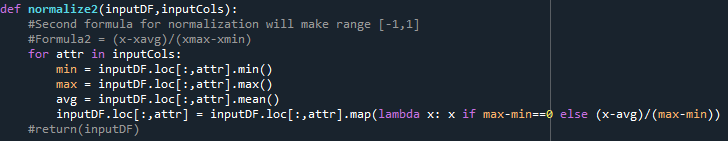 def normalize2(inputDF,inputCols):
    #Second formula for normalization will make range [-1,1]
    #Formula2 = (x-xavg)/(xmax-xmin)
    for attr in inputCols:
        min = inputDF.loc[:,attr].min()
        max = inputDF.loc[:,attr].max()
        avg = inputDF.loc[:,attr].mean()
        inputDF.loc[:,attr] = inputDF.loc[:,attr].map(lambda x: x if max-min==0 else (x-avg)/(max-min))
    #return(inputDF)